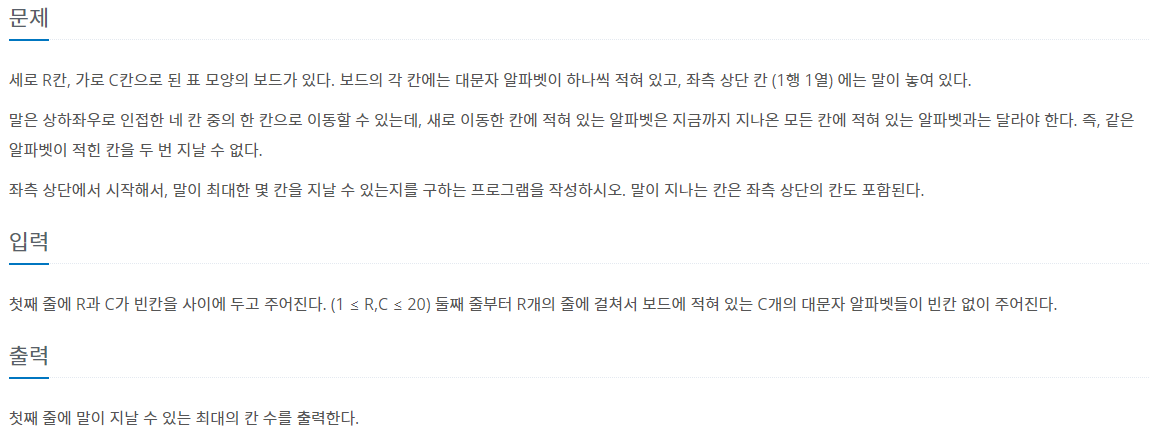 문제
세로 R칸, 가로 C칸으로 된 표 모양의 보드가 있다. 보드의 각 칸에는 대문자 알파벳이 하나씩 적혀 있고, 좌측 상단 칸 (1행 1열) 에는 말이 놓여 있다.
말은 상하좌우로 인접한 네 칸 중의 한 칸으로 이동할 수 있는데, 새로 이동한 칸에 적혀 있는 알파벳은 지금까지 지나온 모든 칸에 적혀 있는 알파벳과는 달라야 한다. 즉, 같은
알파벳이 적힌 칸을 두 번 지날 수 없다.
좌측 상단에서 시작해서, 말이 최대한 몇 칸을 지날 수 있는지를 구하는 프로그램을 작성하시오. 말이 지나는 칸은 좌측 상단의 칸도 포함된다.
입력
첫째 줄에 R과 C가 빈칸을 사이에 두고 주어진다. (1 ≤ R,C ≤ 20) 둘째 줄부터 R개의 줄에 걸쳐서 보드에 적혀 있는 C개의 대문자 알파벳들이 빈칸 없이 주어진다.
출력
첫째 줄에 말이 지날 수 있는 최대의 칸 수를 출력한다.